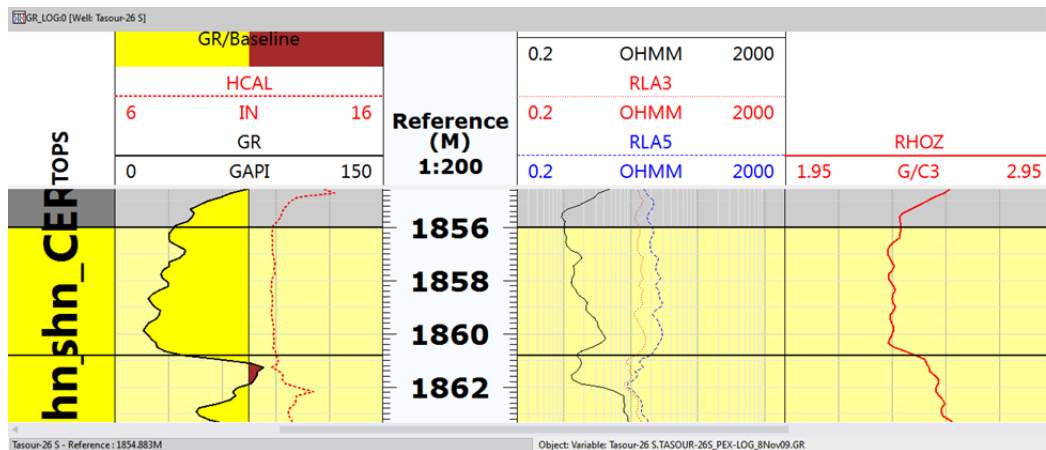 GR_LOG:0 [Well: Tasour-26 S]
TOPS
GR/Baseline
HCAL
6 IN 16
GR
0 GAPI 150
Reference
(M)
1:200
0.2 OHMM 2000
RLA3
0.2 OHMM 2000
RLA5
0.2 OHMM 2000
RHOZ
1.95 G/C3 2.95
hn_shn_CER
1856
1858
1860
1862
Tasour-26 S - Reference : 1854.883M
Object: Variable: Tasour-26 S.TASOUR-26S_PEX-LOG_8Nov09.GR